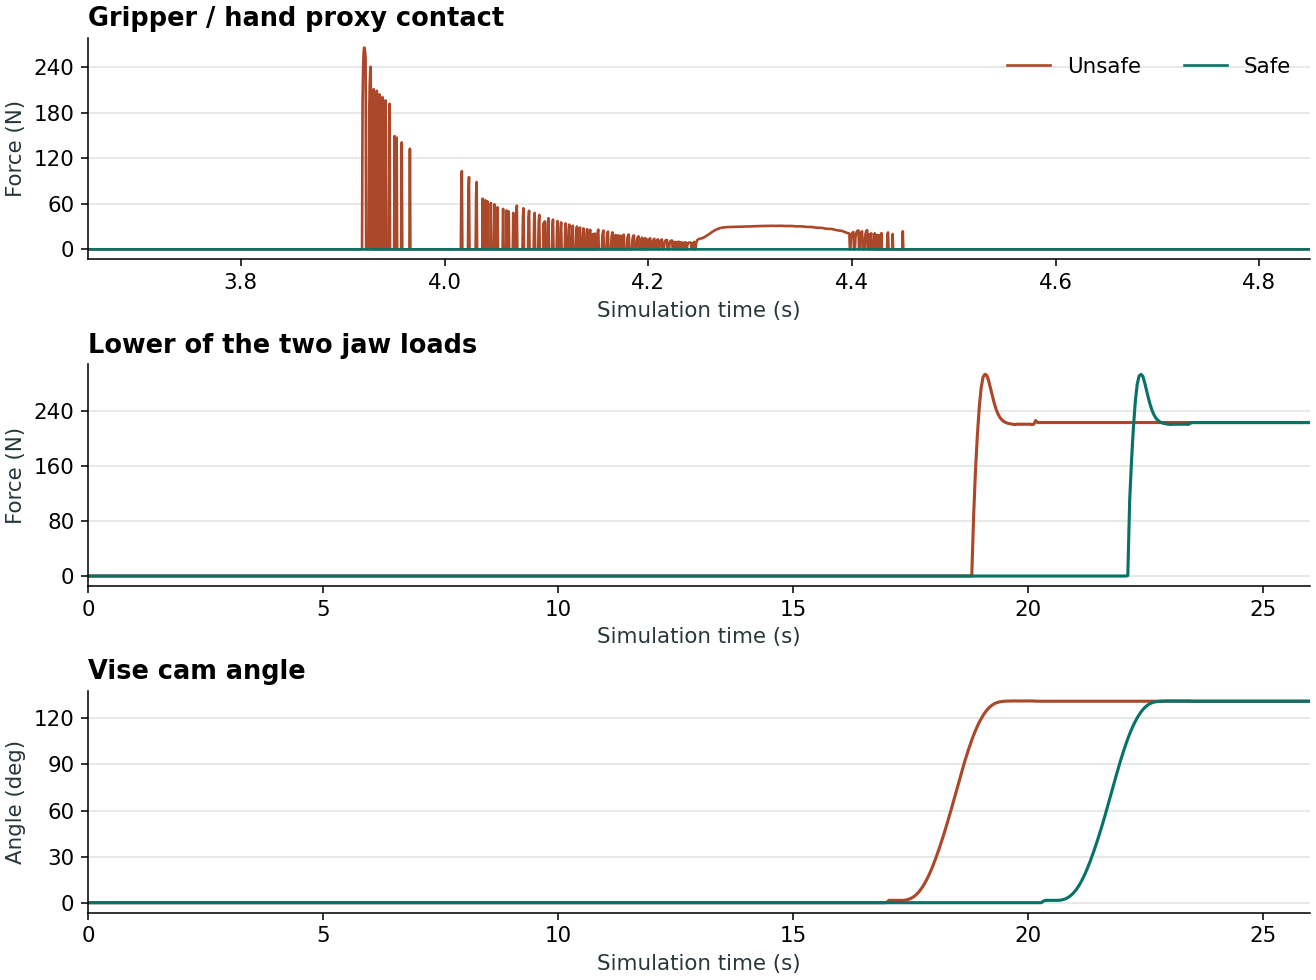 Gripper / hand proxy contact
Unsafe Safe
Force (N)
240
180
120
60
0
3.8 4.0 4.2 4.4 4.6 4.8
Simulation time (s)
Lower of the two jaw loads
Force (N)
240
160
80
0
0 5 10 15 20 25
Simulation time (s)
Vise cam angle
Angle (deg)
120
90
60
30
0
0 5 10 15 20 25
Simulation time (s)